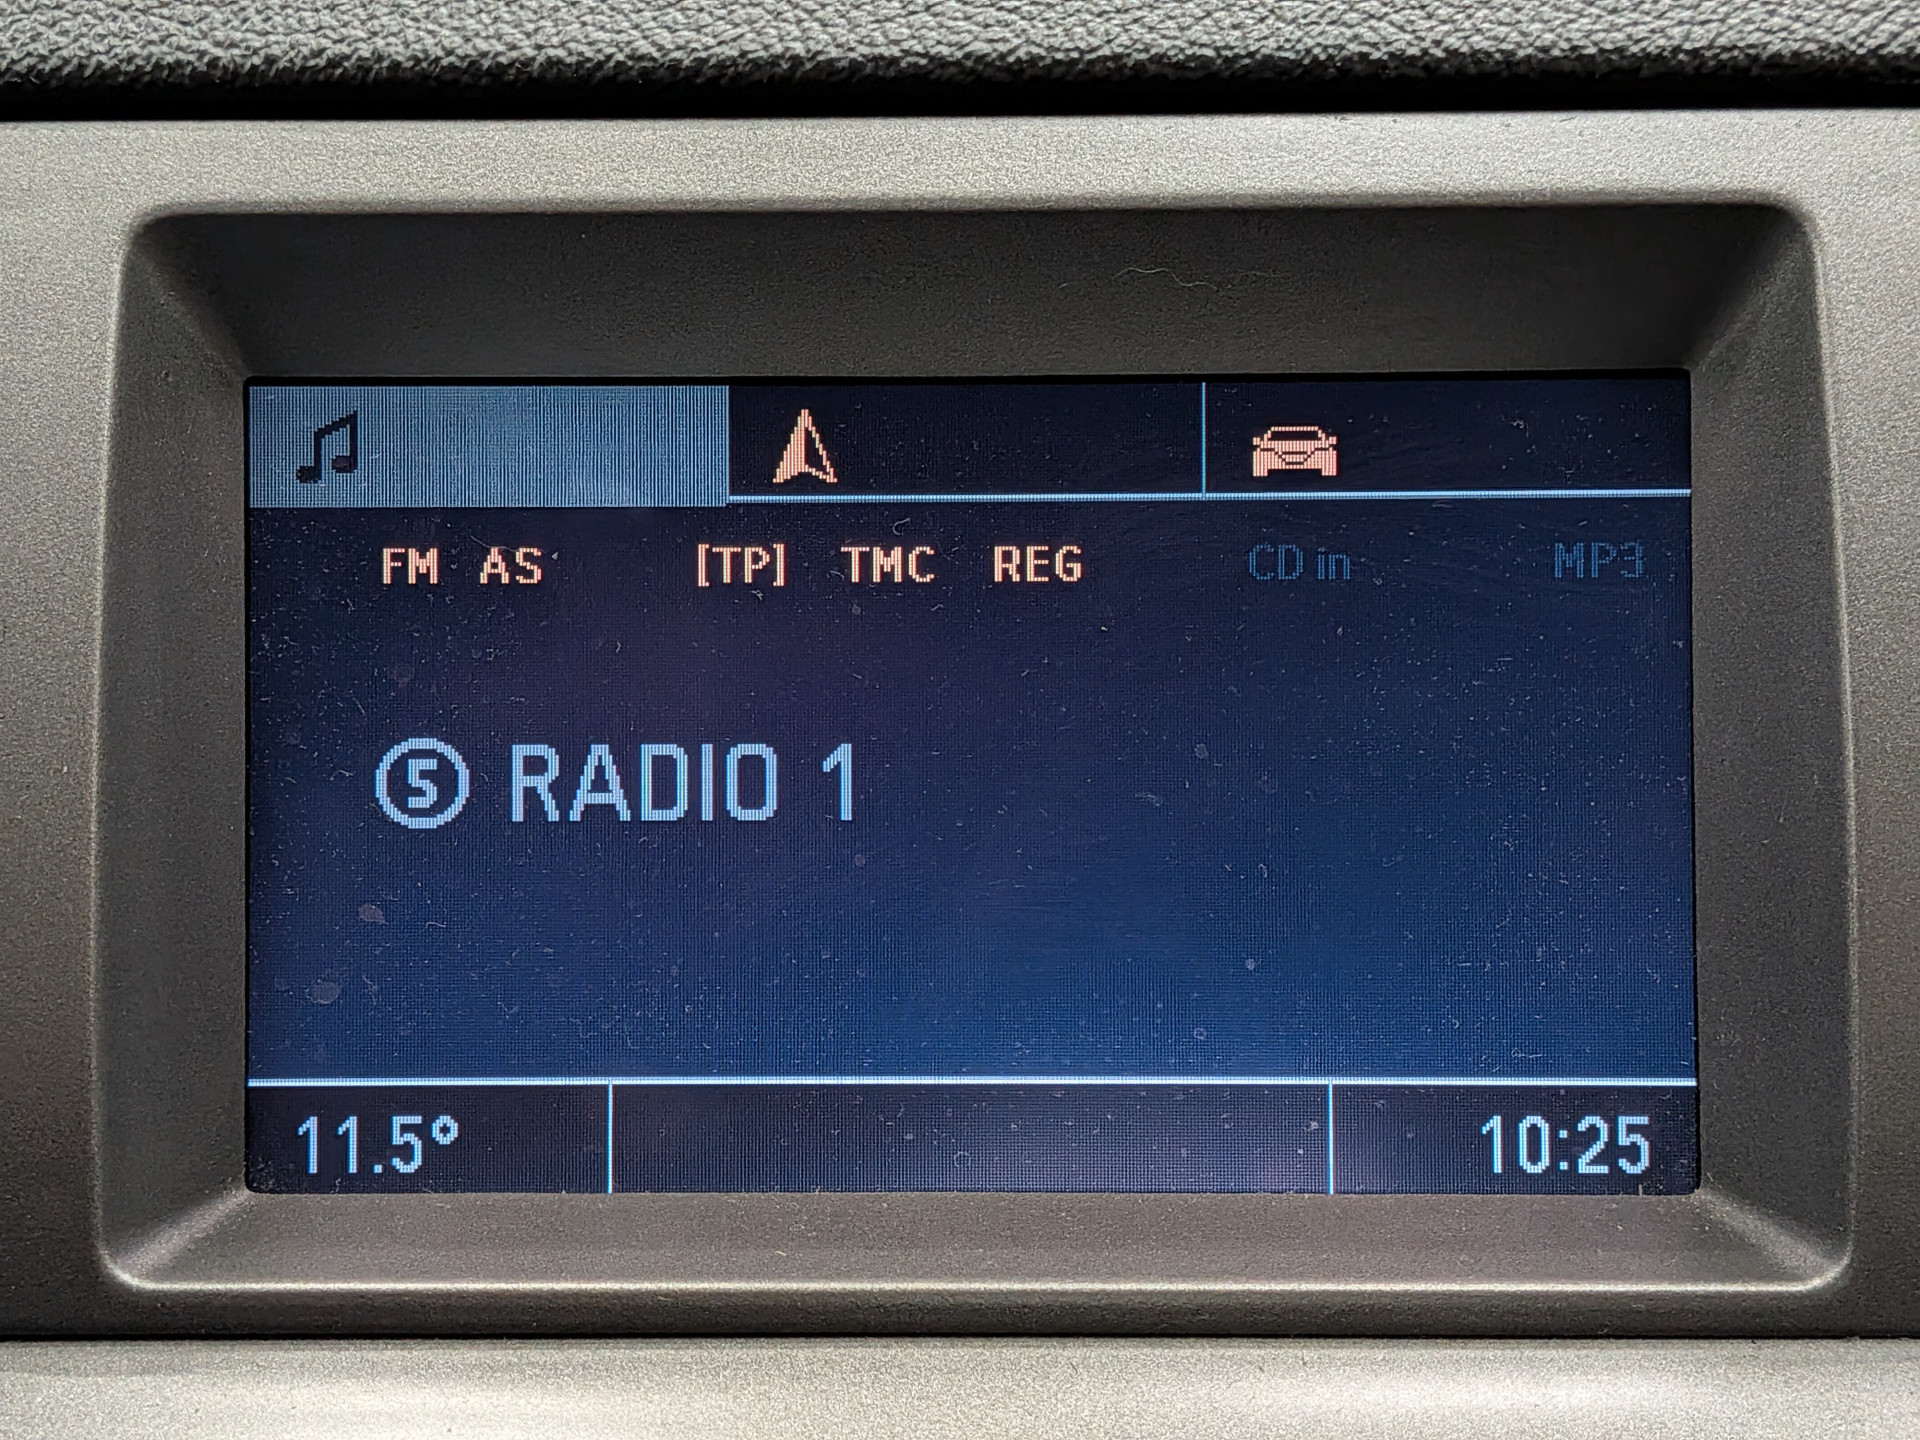 FM AS [TP] TMC REG CD in MP3
5 RADIO 1
11.5° 10:25